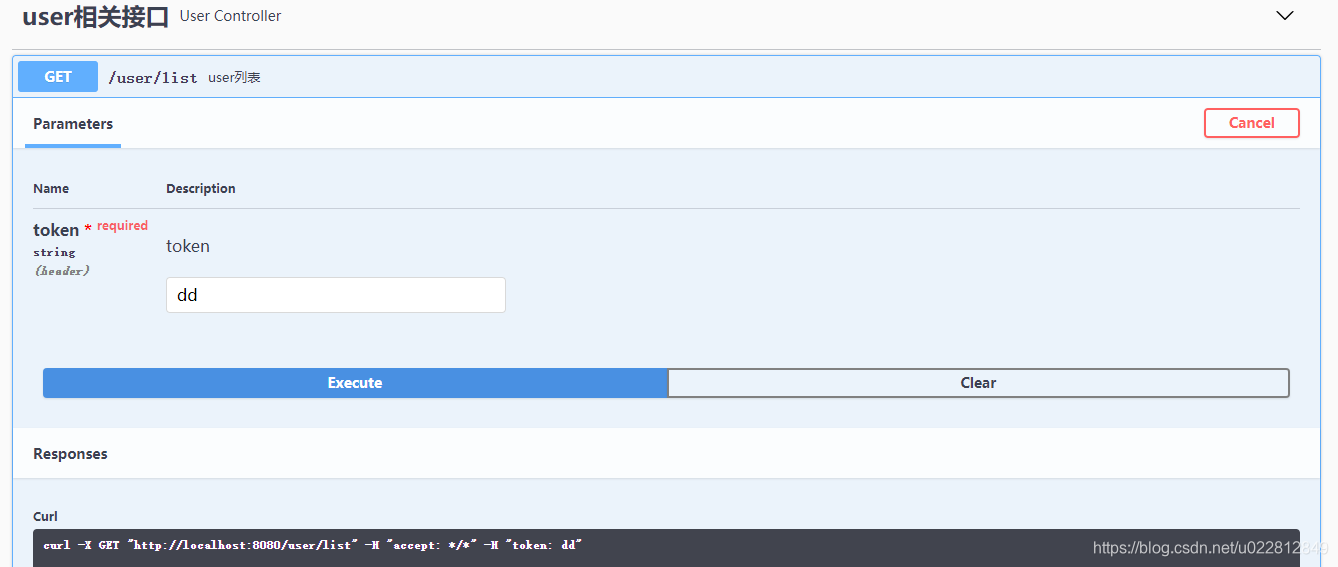 user相关接口 User Controller
GET /user/list user列表
Parameters
Cancel
Name Description
token * required
string
(header)
token
dd
Execute
Clear
Responses
Curl
curl -X GET "http://localhost:8080/user/list" -H "accept: */*" -H "token: dd"
https://blog.csdn.net/u022812849